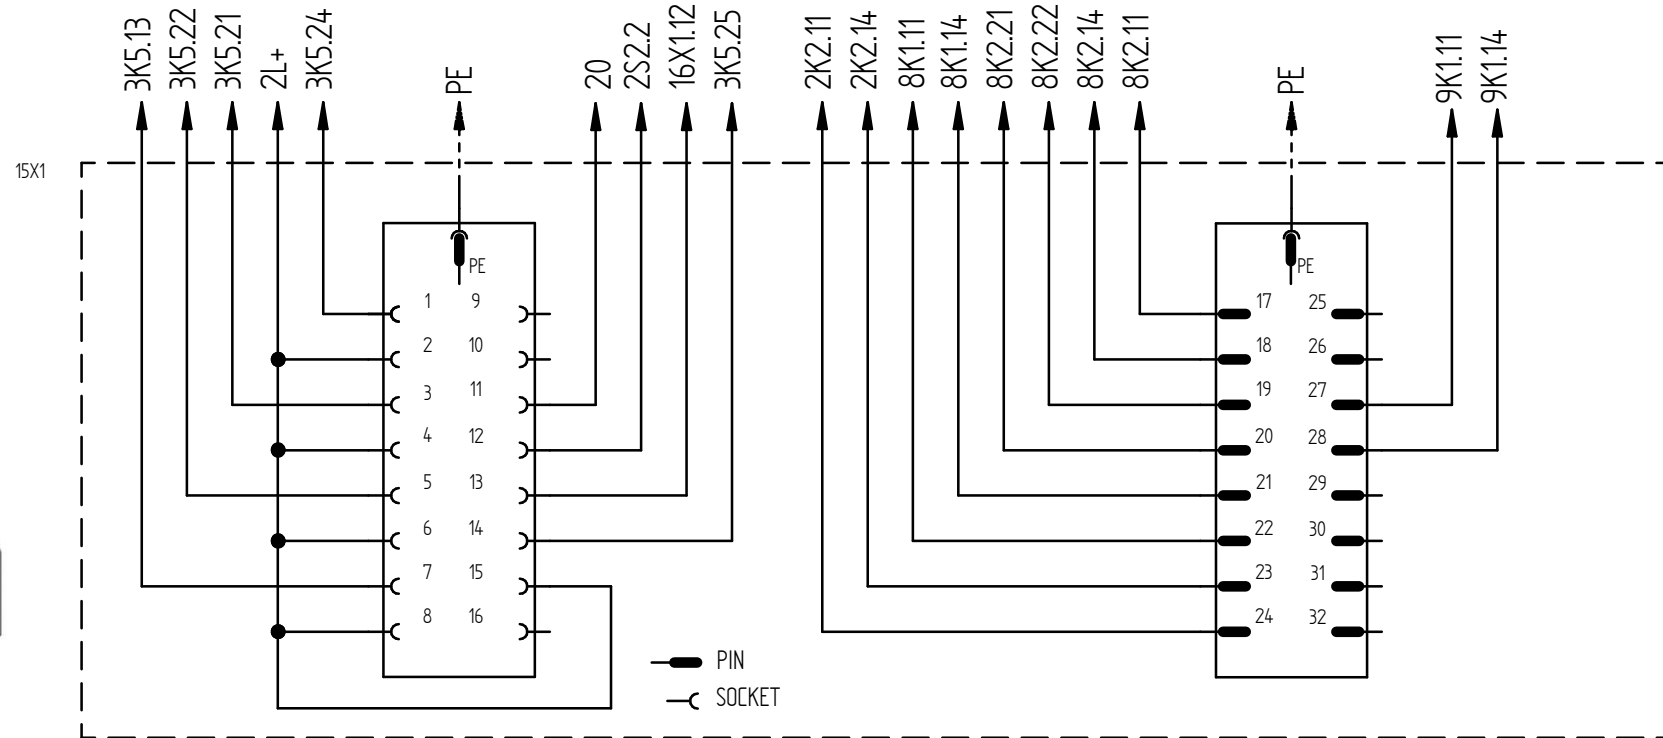 3K5.13
3K5.22
3K5.21
2L+
3K5.24
PE
20
2S2.2
16X1.12
3K5.25
2K2.11
2K2.14
8K1.11
8K1.14
8K2.21
8K2.22
8K2.14
8K2.11
PE
9K1.11
9K1.14
15X1
PE
PE
1 9
2 10
3 11
4 12
5 13
6 14
7 15
8 16
17 25
18 26
19 27
20 28
21 29
22 30
23 31
24 32
PIN
SOCKET